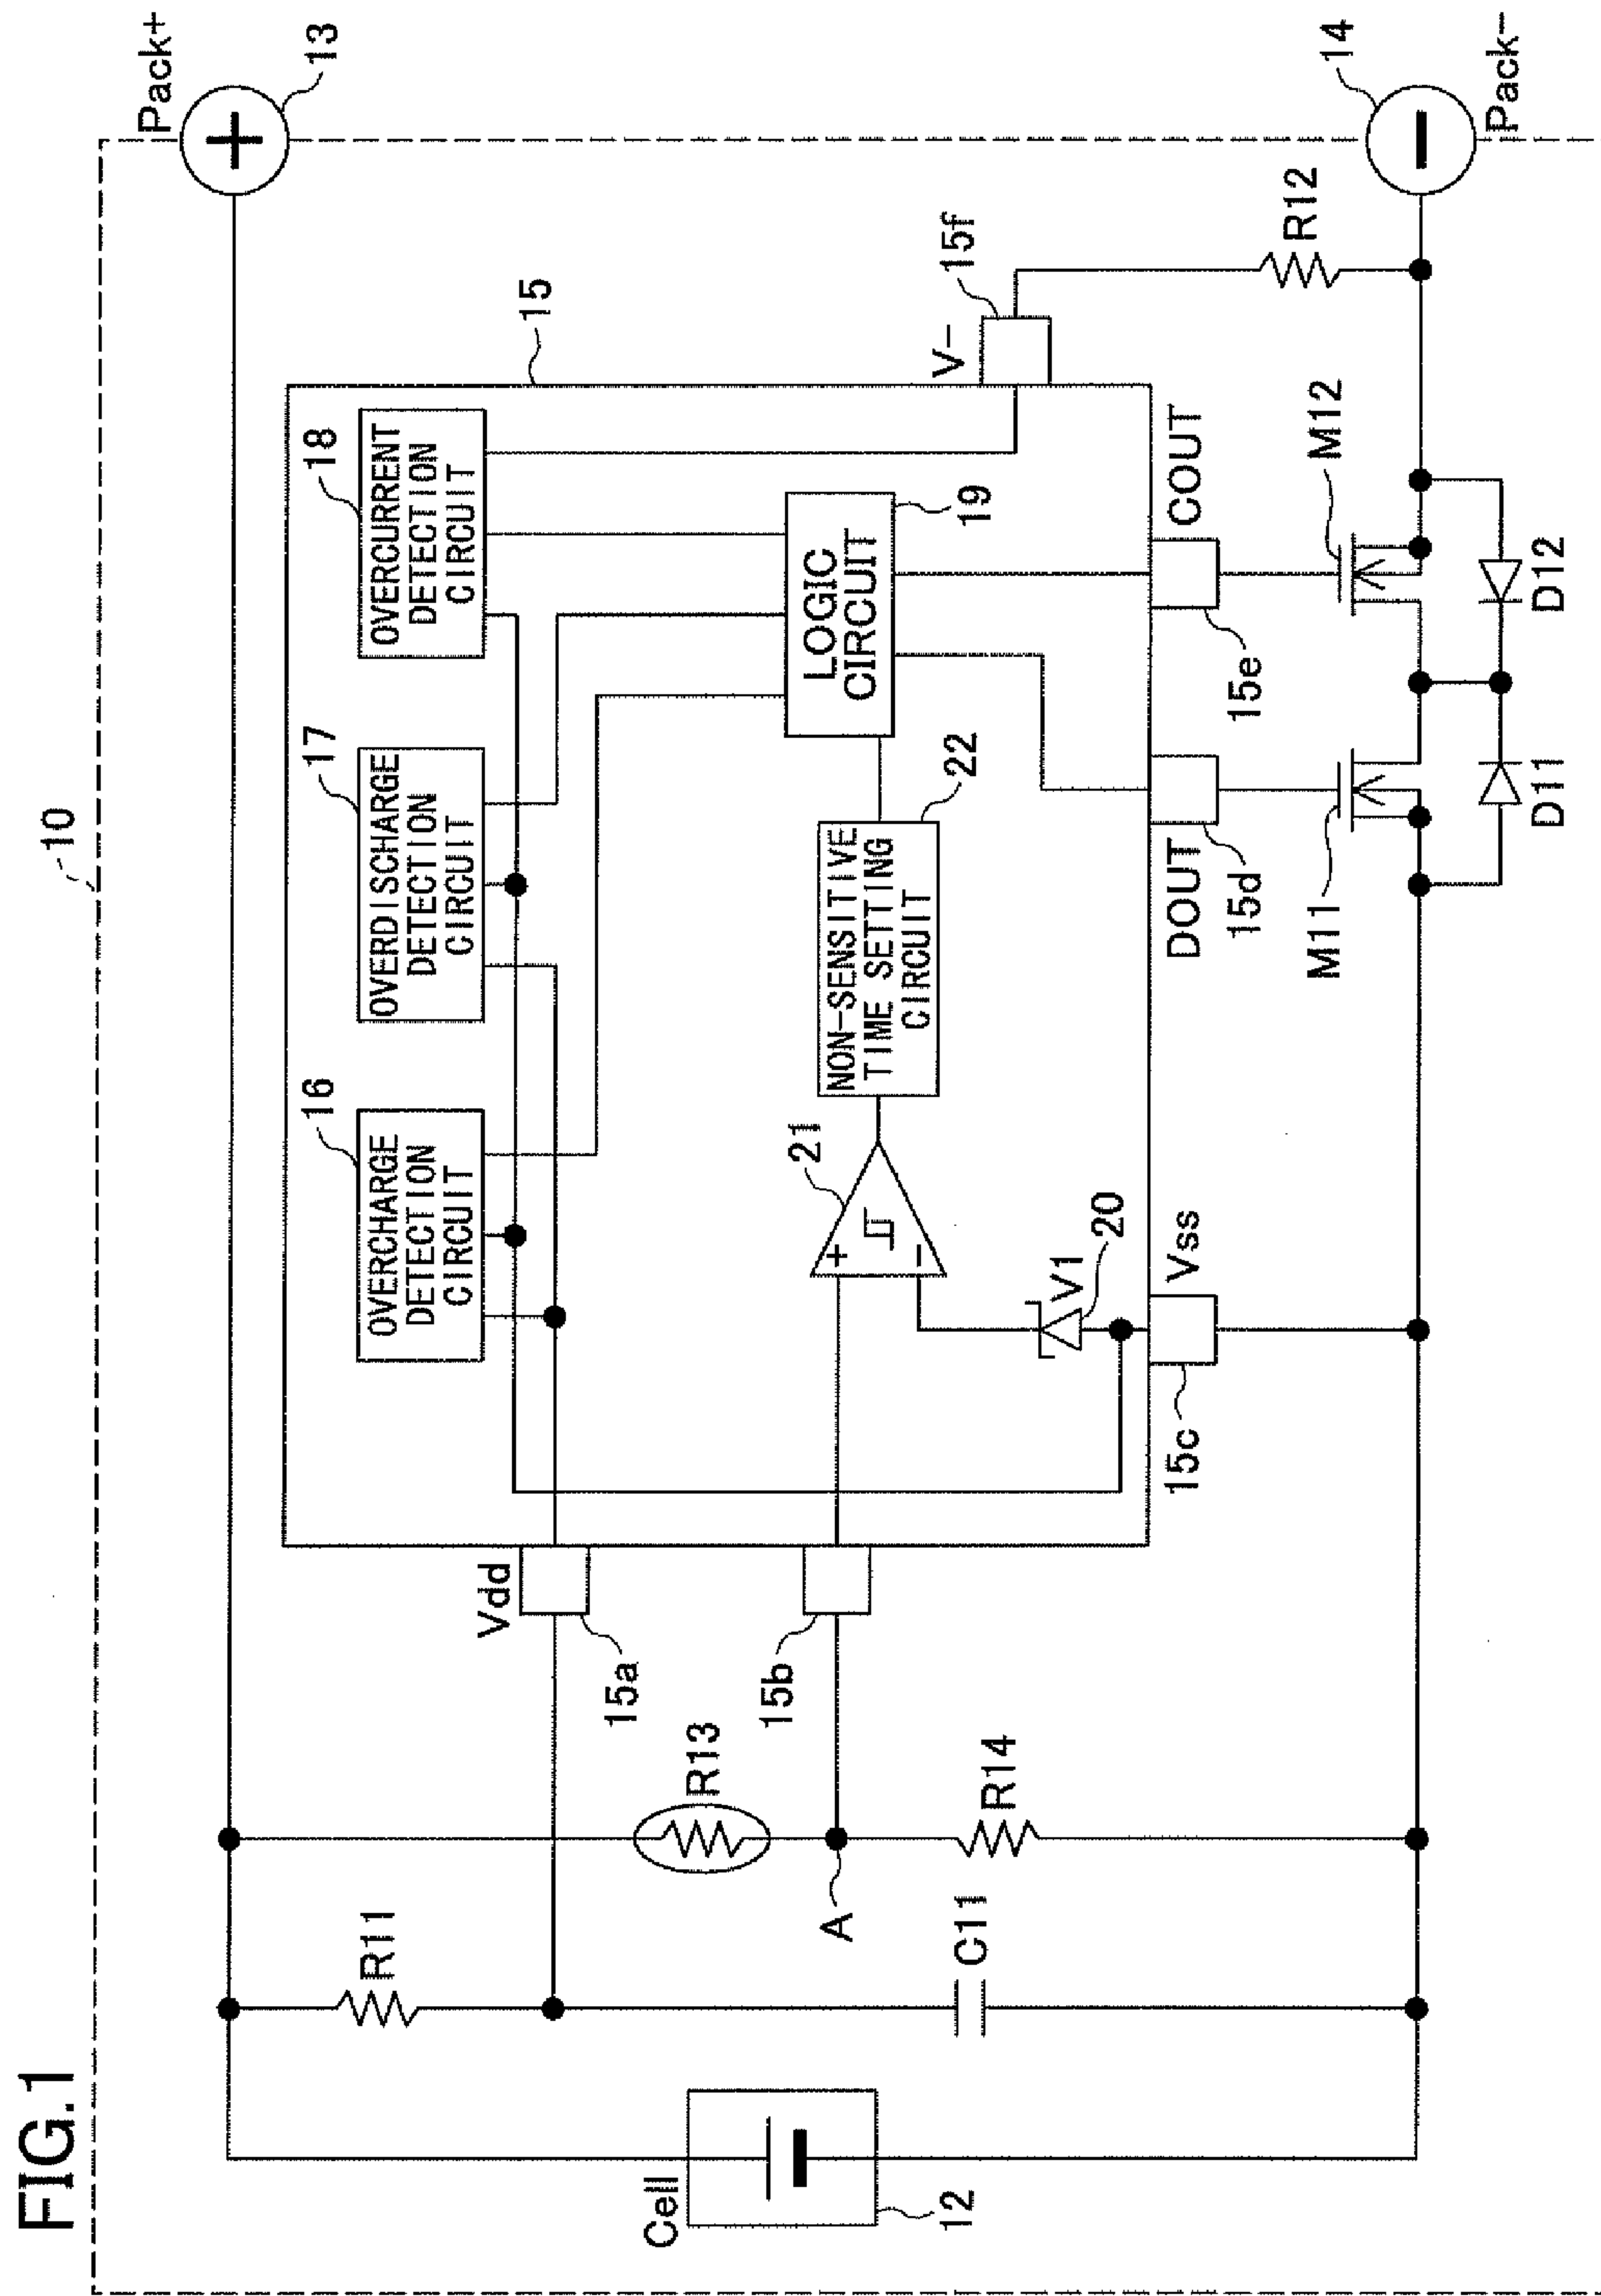 FIG.1
10
Pack+
13
15
16
OVERCHARGE
DETECTION
CIRCUIT
17
OVERDISCHARGE
DETECTION
CIRCUIT
18
OVERCURRENT
DETECTION
CIRCUIT
R11
Vdd
15a
Cell
12
R13
A
15b
C11
R14
21
+
−
NON-SENSITIVE
TIME SETTING
CIRCUIT
22
LOGIC
CIRCUIT
19
V−
15f
V1
20
Vss
15c
DOUT
15d
COUT
15e
R12
M11
M12
D11
D12
14
Pack−